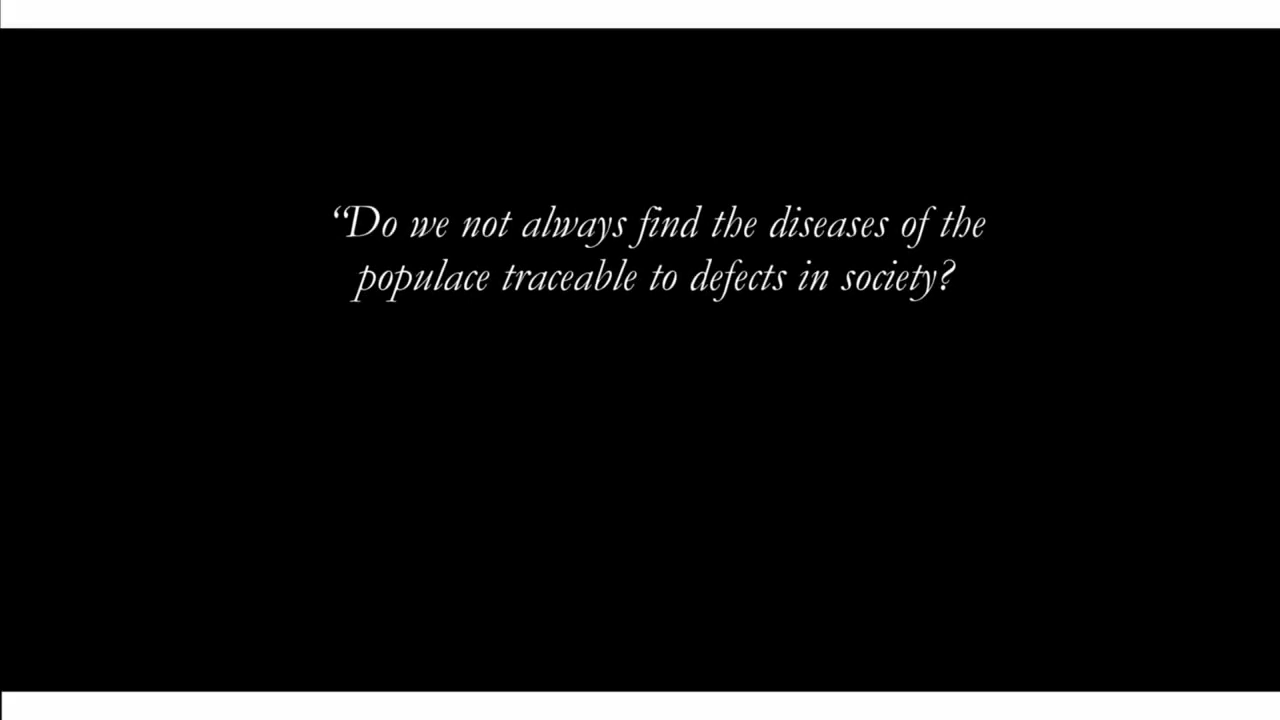 “Do we not always find the diseases of the
populace traceable to defects in society?